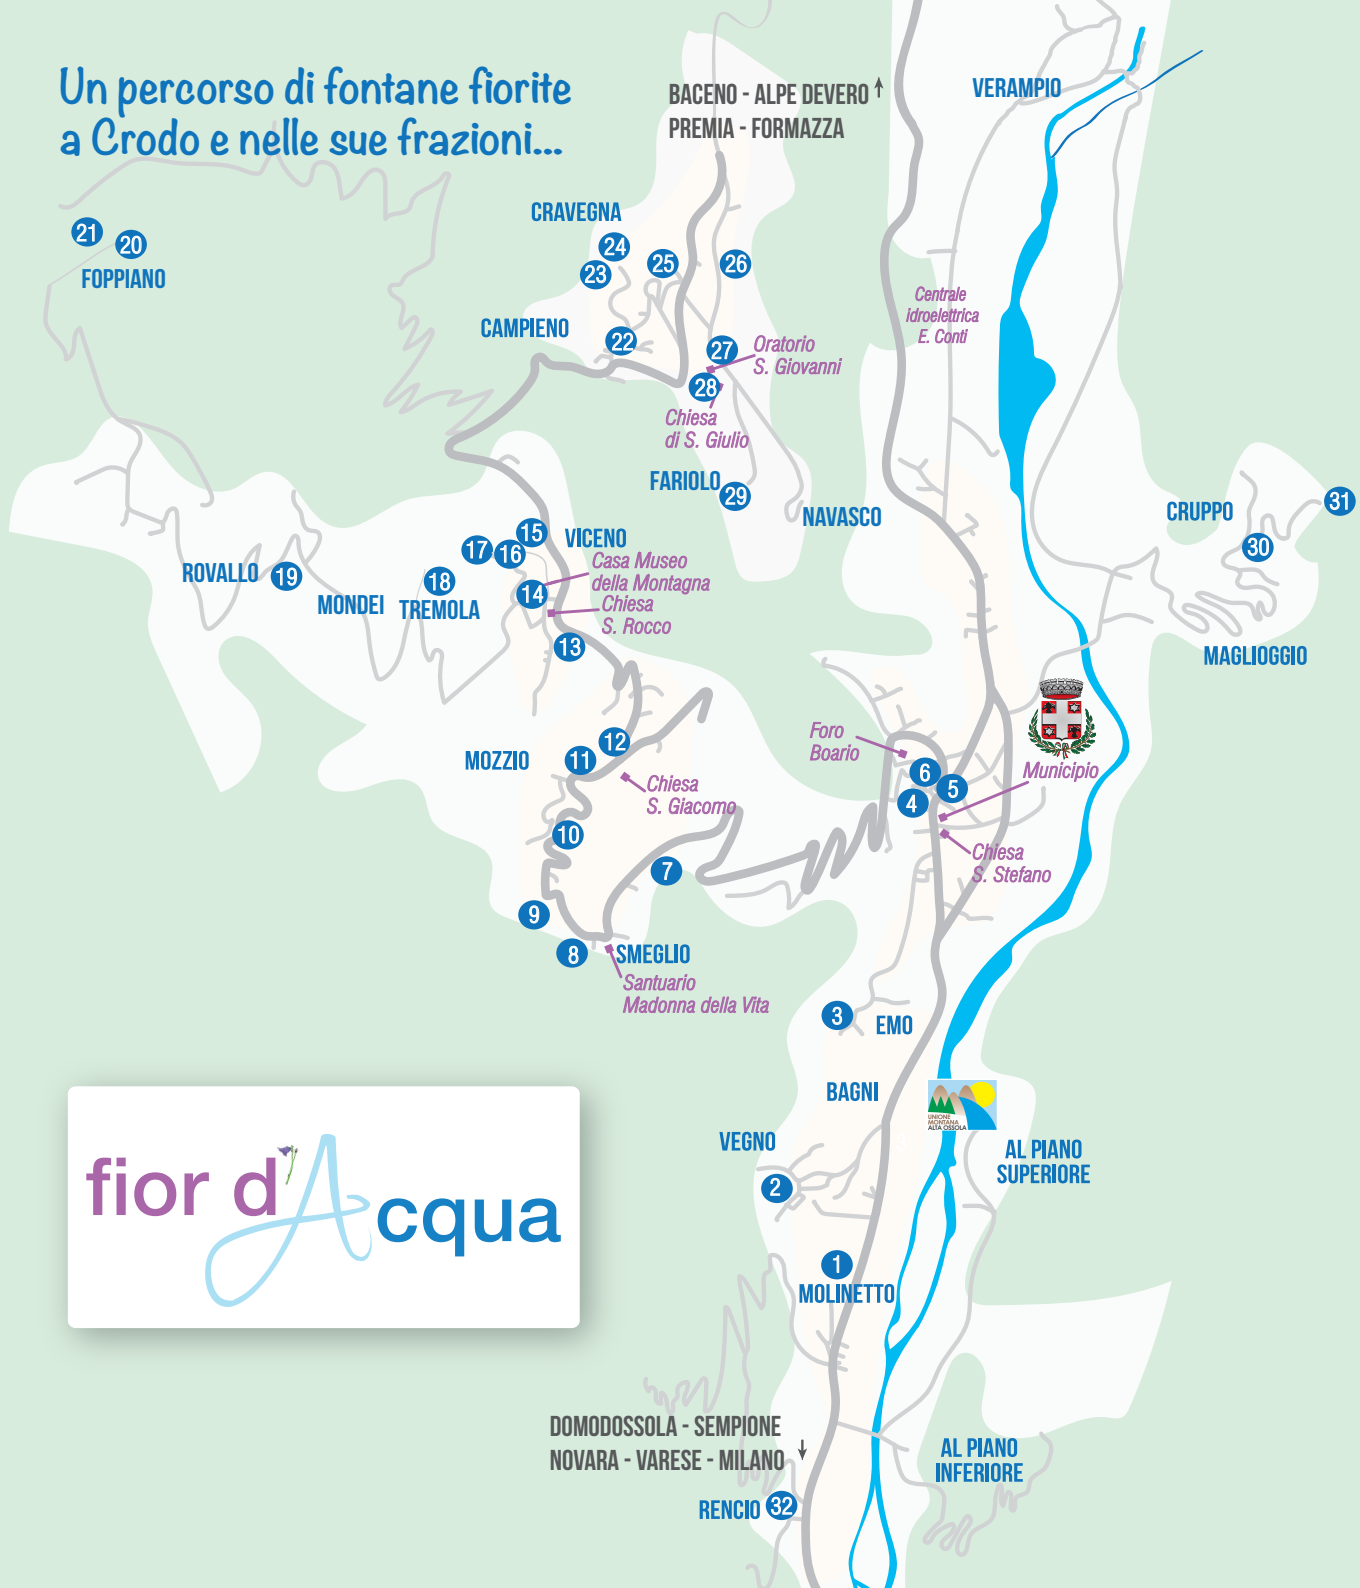 Un percorso di fontane fiorite
a Crodo e nelle sue frazioni...
BACENO - ALPE DEVERO
PREMIA - FORMAZZA
VERAMPIO
21
20
FOPPIANO
CRAVEGNA
24
23
25
26
CAMPIENO
22
27
28
Oratorio
S. Giovanni
Chiesa
di S. Giulio
Centrale
idroelettrica
E. Conti
FARIOLO
29
NAVASCO
CRUPPO
31
30
MAGLIOGGIO
15
VICENO
17
16
Casa Museo
della Montagna
14
Chiesa
S. Rocco
ROVALLO
19
MONDEI
18
TREMOLA
13
MOZZIO
12
11
Chiesa
S. Giacomo
10
7
9
8
SMEGLIO
Santuario
Madonna della Vita
Foro
Boario
6
5
4
Municipio
Chiesa
S. Stefano
3
EMO
BAGNI
UNIONE
MONTANA
ALTA OSSOLA
VEGNO
2
AL PIANO
SUPERIORE
1
MOLINETTO
fior d'Acqua
DOMODOSSOLA - SEMPIONE
NOVARA - VARESE - MILANO
AL PIANO
INFERIORE
RENCIO
32